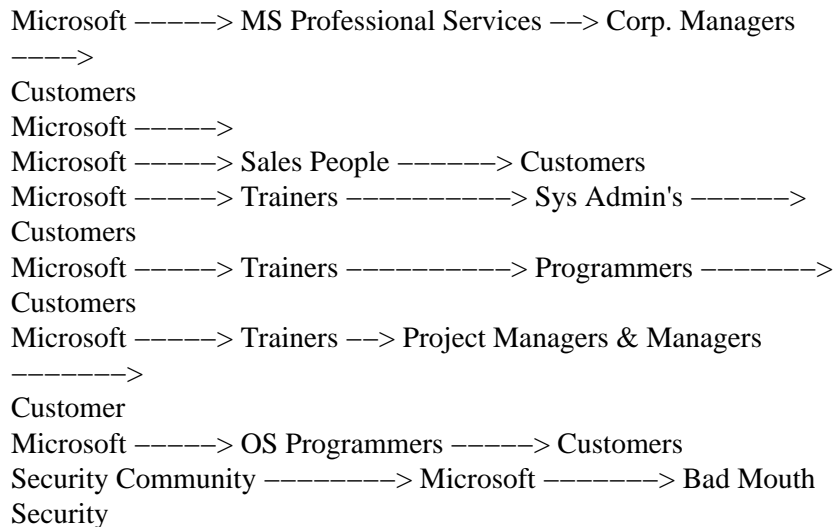 Microsoft −−−−−> MS Professional Services −−> Corp. Managers
−−−−>
Customers
Microsoft −−−−−>
Microsoft −−−−−> Sales People −−−−−−> Customers
Microsoft −−−−−> Trainers −−−−−−−−−−> Sys Admin's −−−−−−>
Customers
Microsoft −−−−−> Trainers −−−−−−−−−−> Programmers −−−−−−−>
Customers
Microsoft −−−−−> Trainers −−> Project Managers & Managers
−−−−−−−>
Customer
Microsoft −−−−−> OS Programmers −−−−−> Customers
Security Community −−−−−−−−> Microsoft −−−−−−−> Bad Mouth
Security